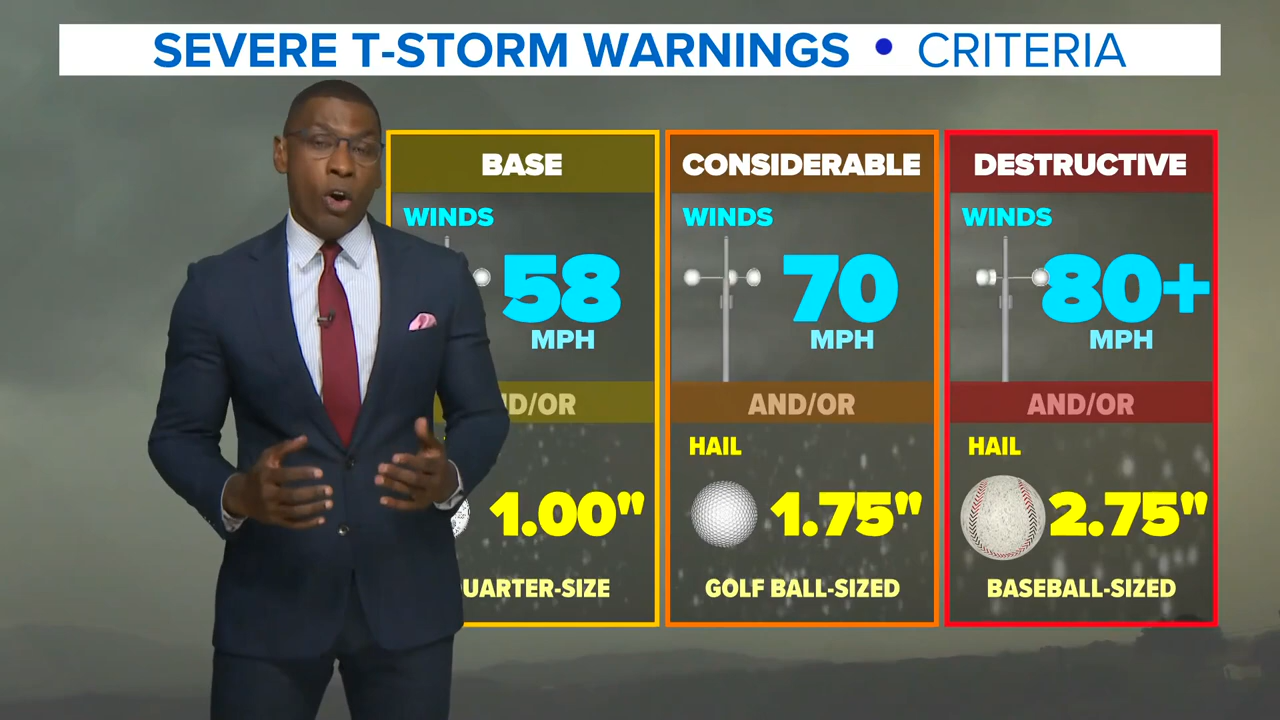 SEVERE T-STORM WARNINGS • CRITERIA
BASE
WINDS
58
MPH
1.00"
CONSIDERABLE
WINDS
70
MPH
AND/OR
HAIL
1.75"
GOLF BALL-SIZED
DESTRUCTIVE
WINDS
80+
MPH
AND/OR
HAIL
2.75"
BASEBALL-SIZED